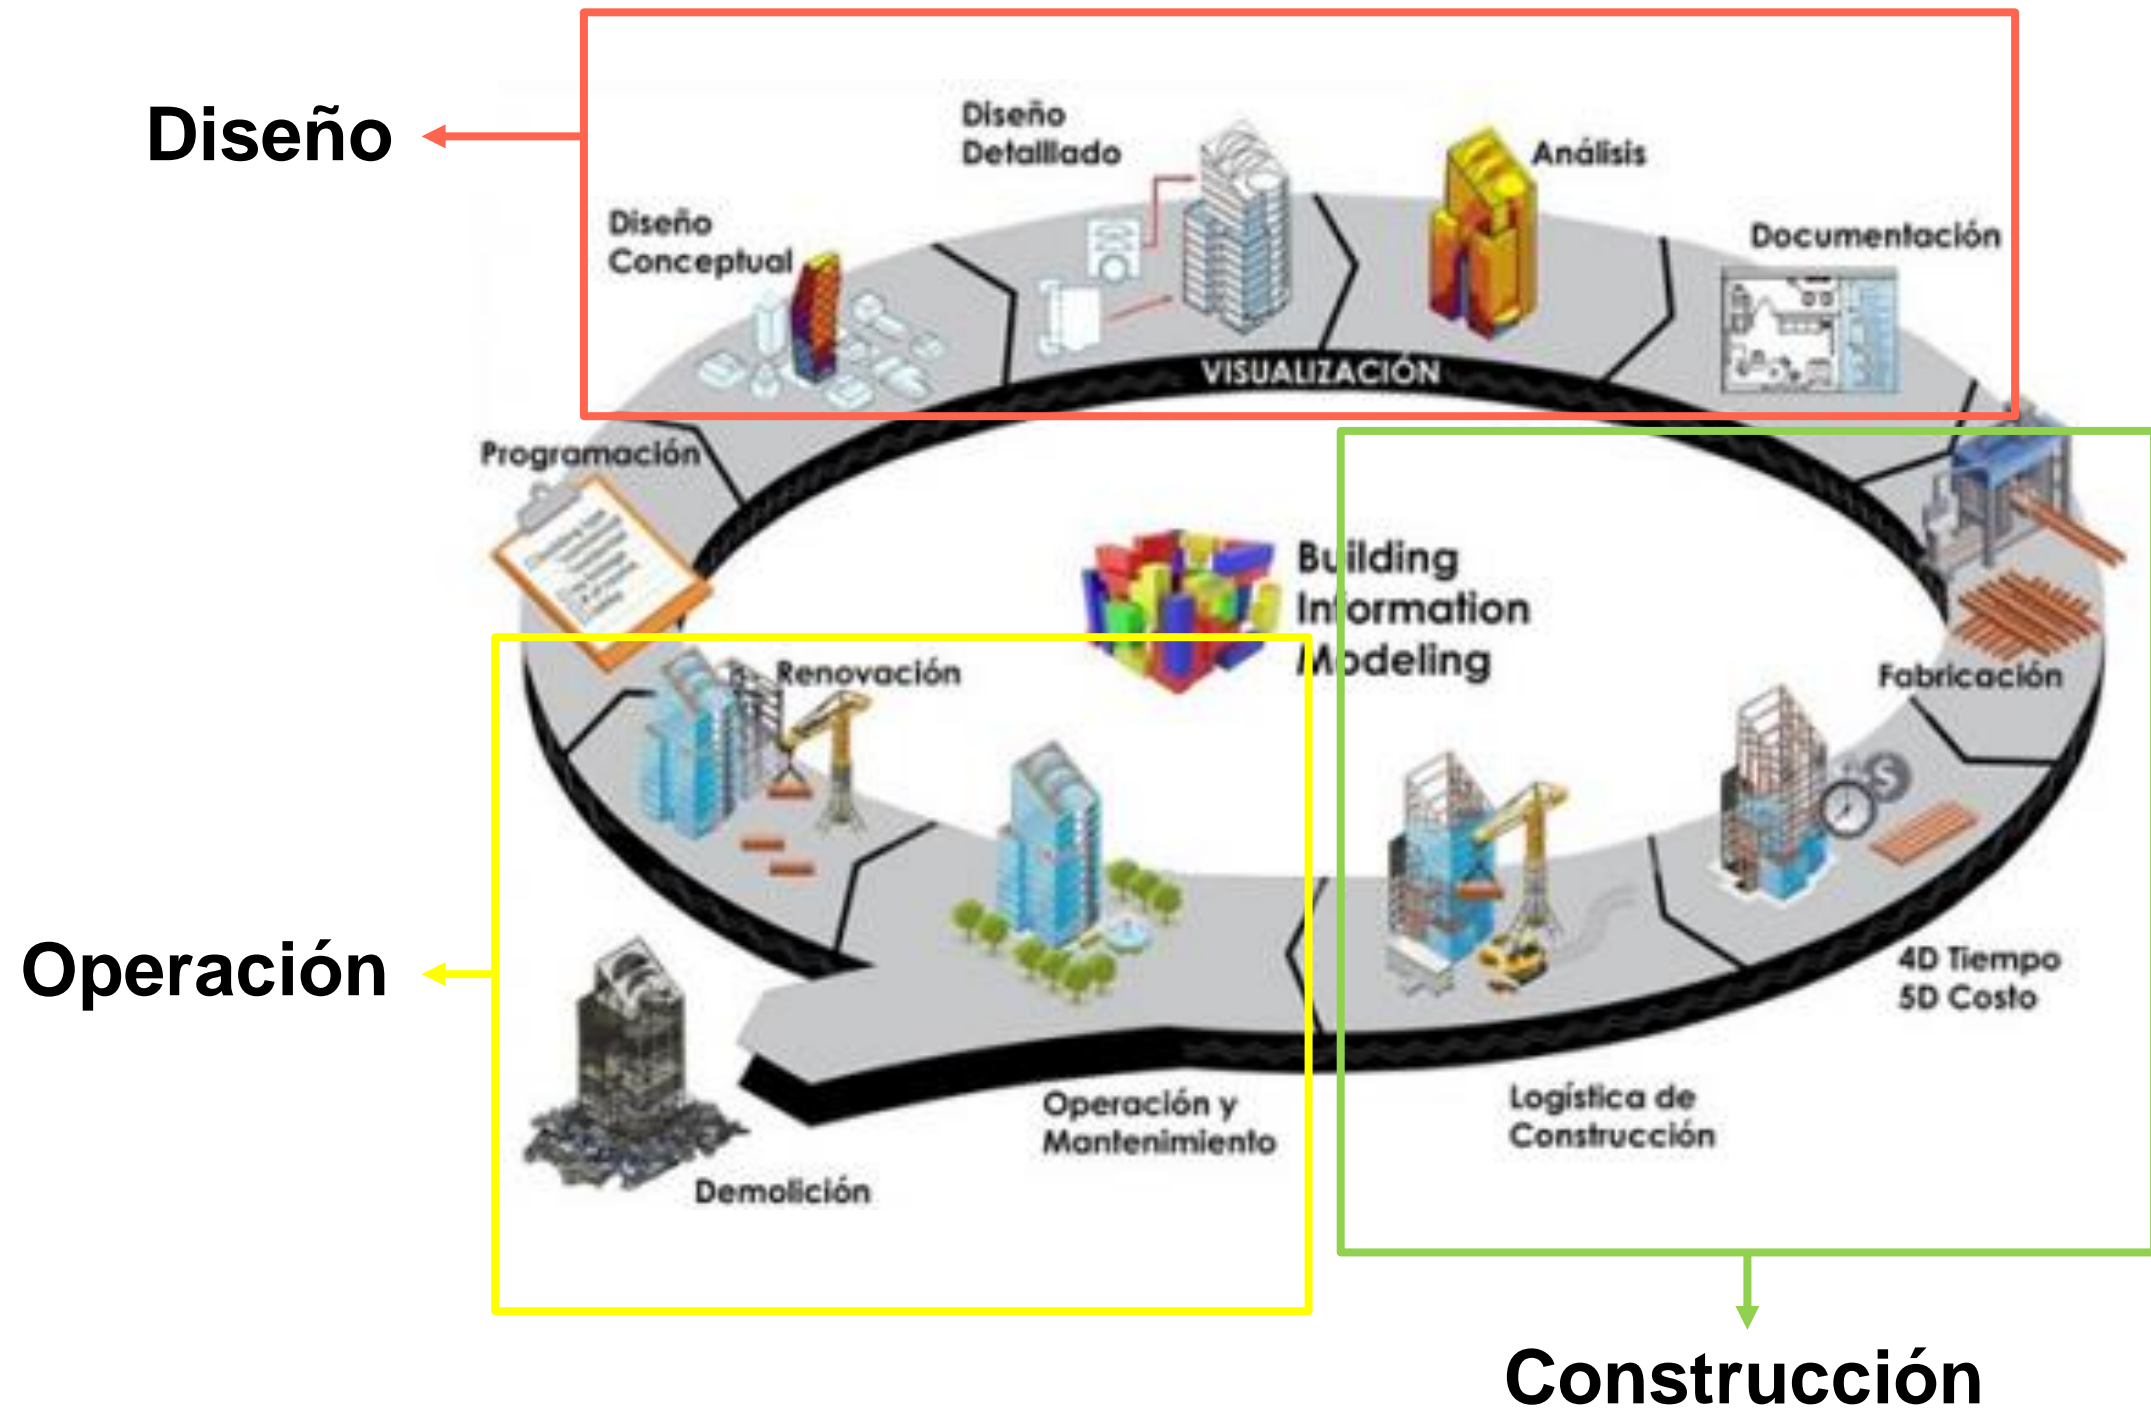 Diseño
Diseño
Detalllado
Análisis
Diseño
Conceptual
Documentación
VISUALIZACIÓN
Programación
Building
Information
Modeling
Renovación
Fabricación
Operación
4D Tiempo
5D Costo
Operación y
Mantenimiento
Logística de
Construcción
Demolición
Construcción